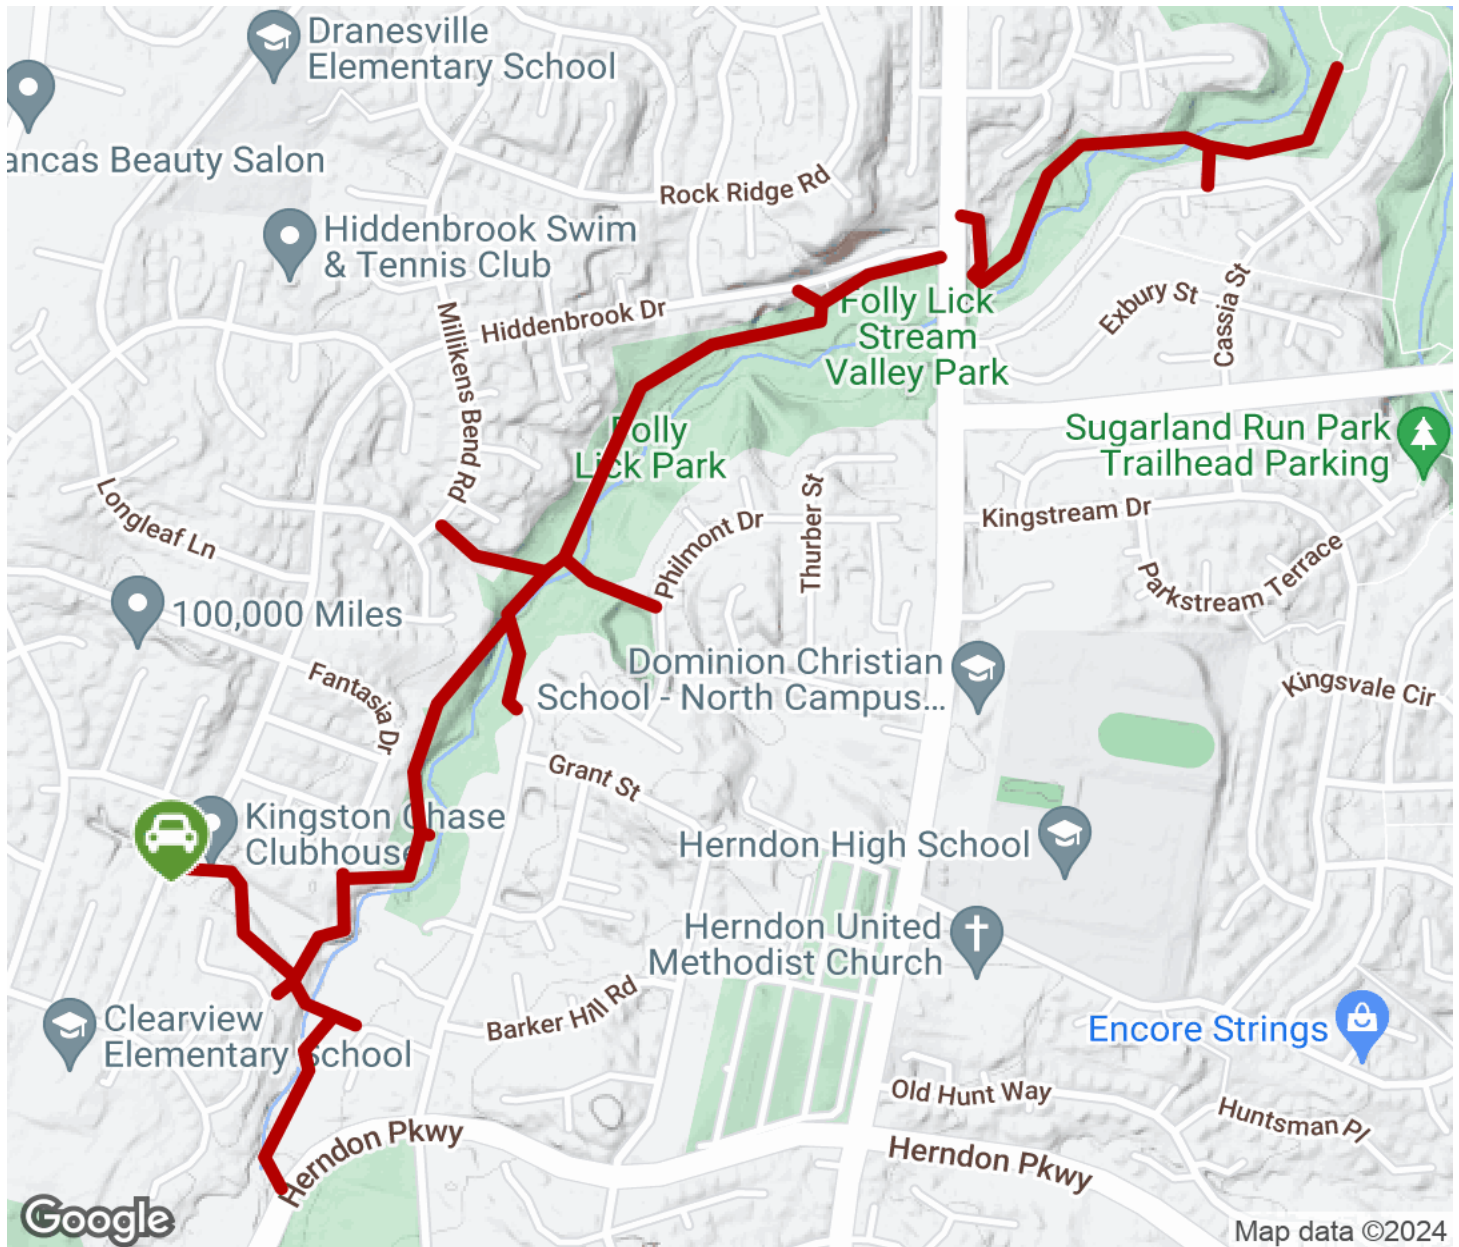 Dranesville
Elementary School
ancas Beauty Salon
Rock Ridge Rd
Hiddenbrook Swim
& Tennis Club
Millikens Bend Rd
Hiddenbrook Dr
Folly Lick
Stream
Valley Park
Exbury St
Cassia St
Folly
Lick Park
Sugarland Run Park
Trailhead Parking
Longleaf Ln
Philmont Dr
Thurber St
Kingstream Dr
Parkstream Terrace
100,000 Miles
Fantasia Dr
Dominion Christian
School - North Campus...
Kingsvale Cir
Grant St
Kingston Chase
Clubhouse
Herndon High School
Herndon United
Methodist Church
Clearview
Elementary School
Barker Hill Rd
Encore Strings
Old Hunt Way
Huntsman Pl
Herndon Pkwy
Herndon Pkwy
Google
Map data ©2024